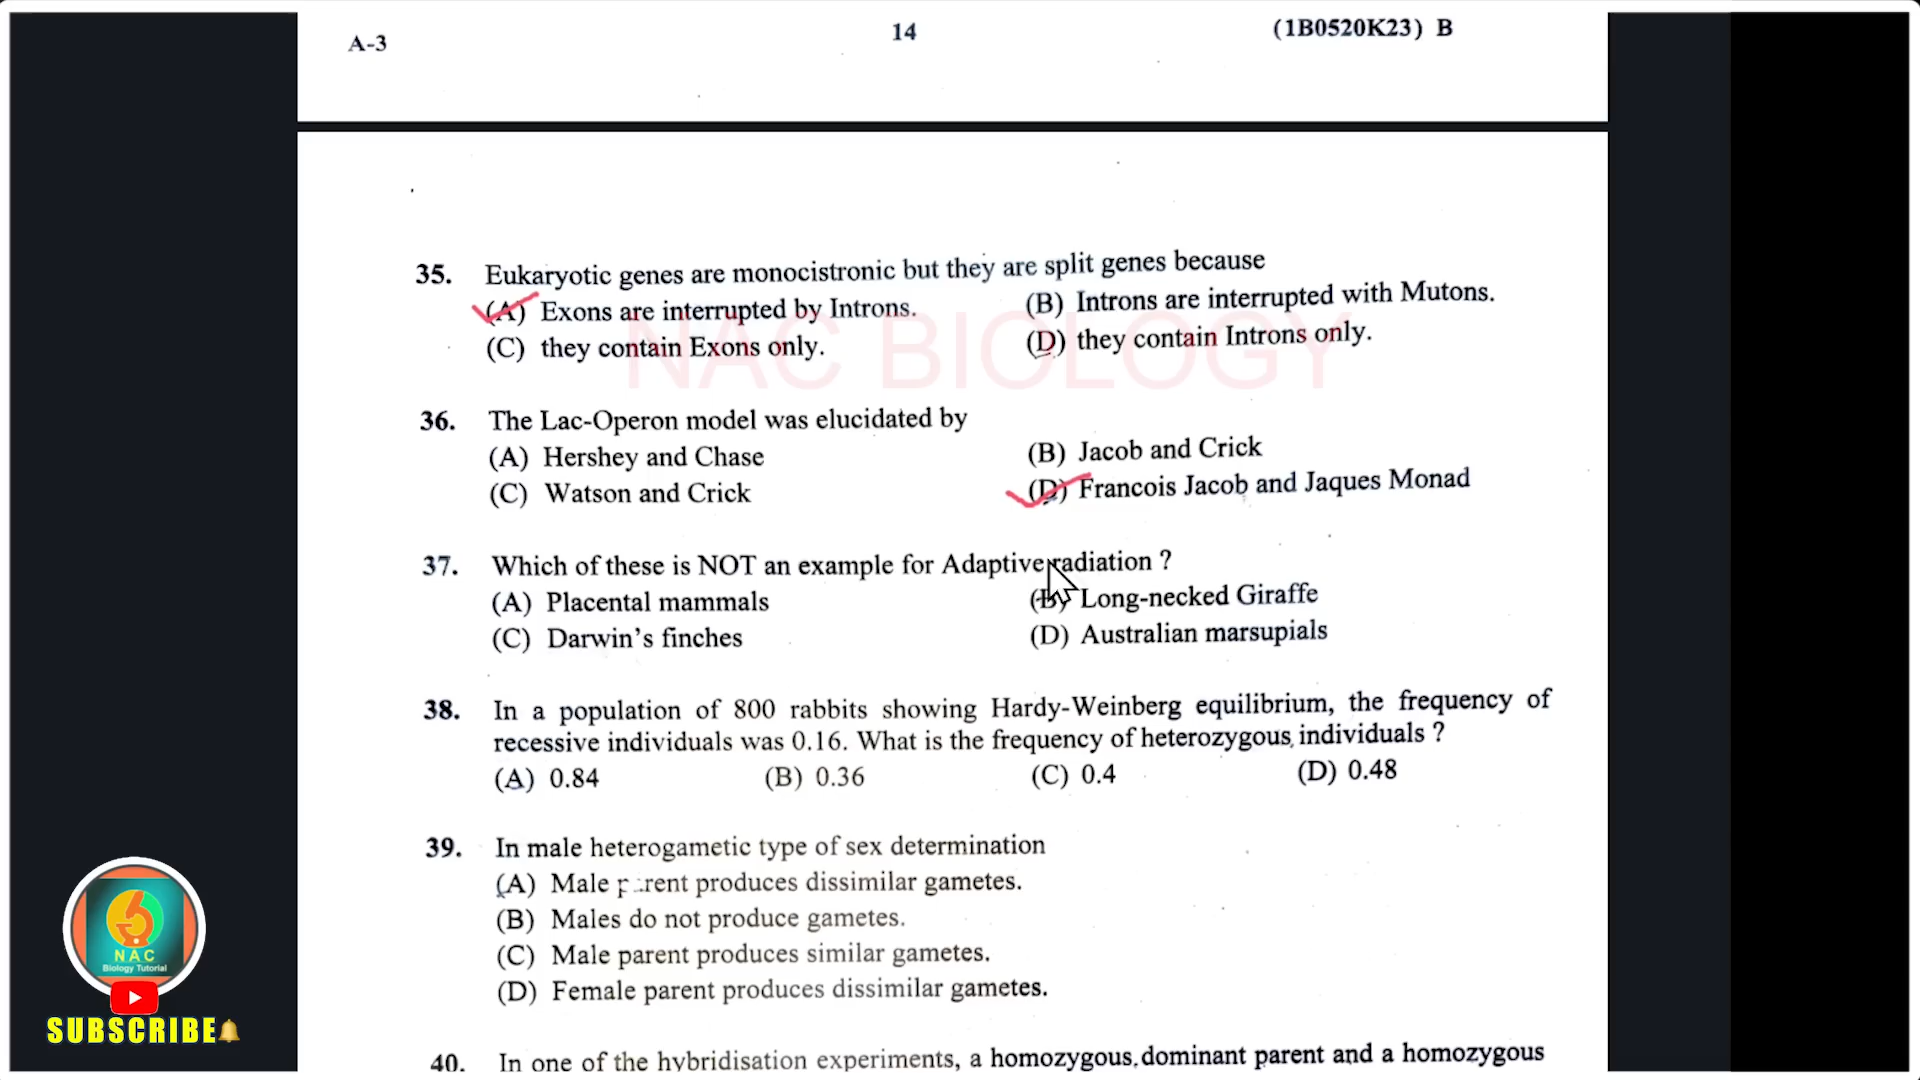 A-3
14
(1B0520K23) B
35. Eukaryotic genes are monocistronic but they are split genes because
(A) Exons are interrupted by Introns.
(B) Introns are interrupted with Mutons.
(C) they contain Exons only.
(D) they contain Introns only.
NAC BIOLOGY
36. The Lac-Operon model was elucidated by
(A) Hershey and Chase
(B) Jacob and Crick
(C) Watson and Crick
(D) Francois Jacob and Jaques Monad
37. Which of these is NOT an example for Adaptive radiation ?
(A) Placental mammals
(B) Long-necked Giraffe
(C) Darwin's finches
(D) Australian marsupials
38. In a population of 800 rabbits showing Hardy-Weinberg equilibrium, the frequency of
recessive individuals was 0.16. What is the frequency of heterozygous individuals ?
(A) 0.84
(B) 0.36
(C) 0.4
(D) 0.48
39. In male heterogametic type of sex determination
(A) Male parent produces dissimilar gametes.
(B) Males do not produce gametes.
(C) Male parent produces similar gametes.
(D) Female parent produces dissimilar gametes.
40. In one of the hybridisation experiments, a homozygous dominant parent and a homozygous
NAC
Biology Tutorial
SUBSCRIBE